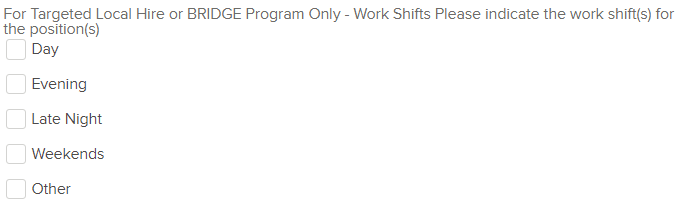 For Targeted Local Hire or BRIDGE Program Only - Work Shifts Please indicate the work shift(s) for
the position(s)
Day
Evening
Late Night
Weekends
Other